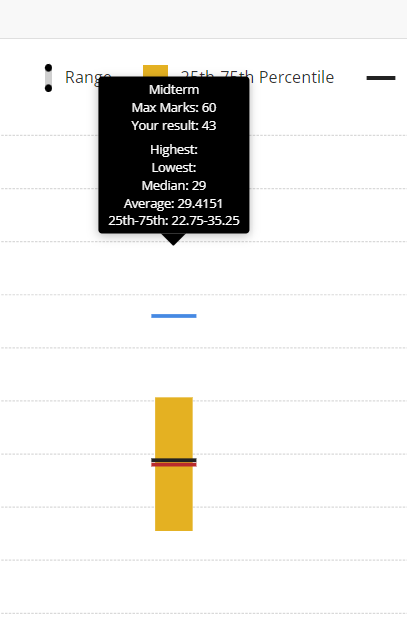 Range 25th-75th Percentile
Midterm
Max Marks: 60
Your result: 43
Highest:
Lowest:
Median: 29
Average: 29.4151
25th-75th: 22.75-35.25